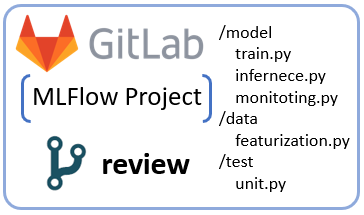 GitLab
MLFlow Project
review
/model
train.py
infernece.py
monitoting.py
/data
featurization.py
/test
unit.py